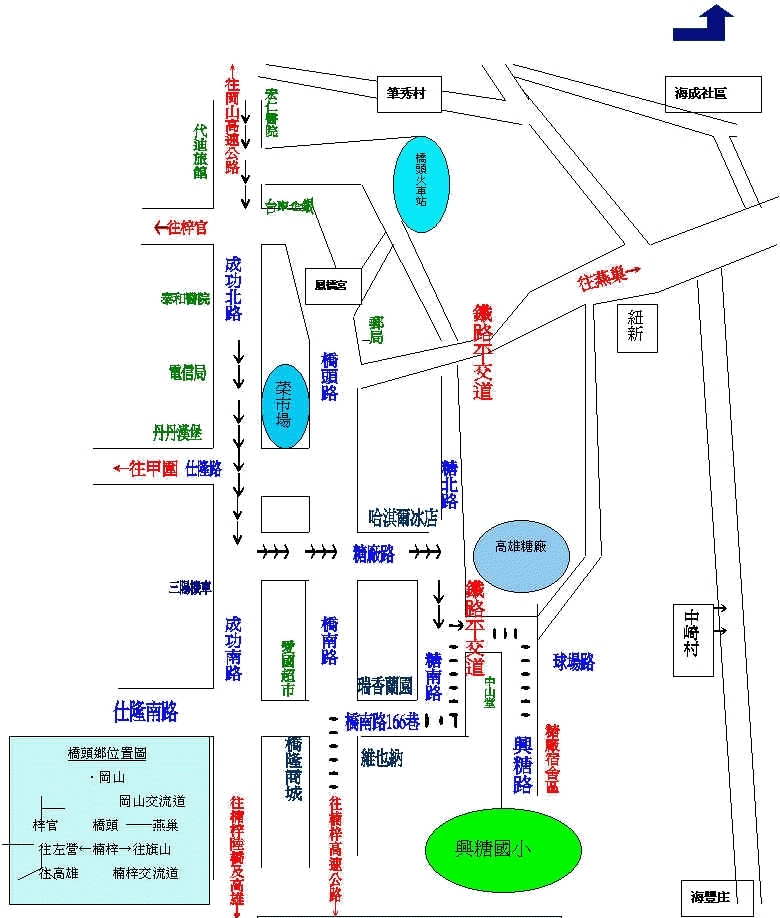 筆秀村
海成社區
↑往岡山高速公路
宏仁醫院
代迪旅館
橋頭火車站
台東企銀
←往梓官
往燕巢→
成功北路
鳳橋宮
泰和醫院
鐵路平交道
紐新
郵局
橋頭路
電信局
菜市場
丹丹漢堡
←往甲圍
仕隆路
糖北路
哈淇爾冰店
高雄糖廠
糖廠路
三陽機車
鐵路平交道
成功南路
橋南路
愛國超市
糖南路
球場路
瑞香蘭園
中山堂
仕隆南路
橋南路166巷
興糖路
糖廠宿舍區
橋隆商城
維也納
橋頭鄉位置圖
·岡山
岡山交流道
梓官
橋頭
燕巢
往左營←楠梓→往旗山
往高雄
楠梓交流道
往楠梓陸橋及高雄↓
往楠梓高速公路↓
興糖國小
海豐庄